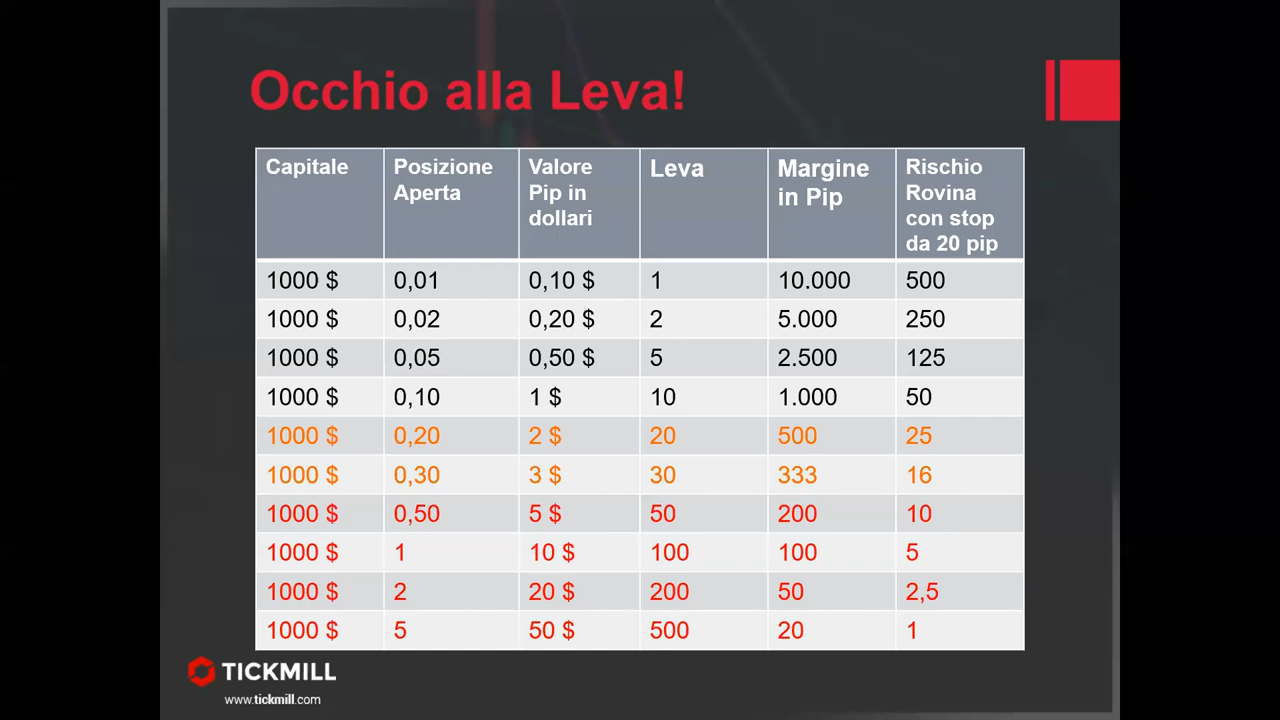 Occhio alla Leva!
Capitale Posizione Aperta Valore Pip in dollari Leva Margine in Pip Rischio Rovina con stop da 20 pip
1000 $ 0,01 0,10 $ 1 10.000 500
1000 $ 0,02 0,20 $ 2 5.000 250
1000 $ 0,05 0,50 $ 5 2.500 125
1000 $ 0,10 1 $ 10 1.000 50
1000 $ 0,20 2 $ 20 500 25
1000 $ 0,30 3 $ 30 333 16
1000 $ 0,50 5 $ 50 200 10
1000 $ 1 10 $ 100 100 5
1000 $ 2 20 $ 200 50 2,5
1000 $ 5 50 $ 500 20 1
TICKMILL
www.tickmill.com